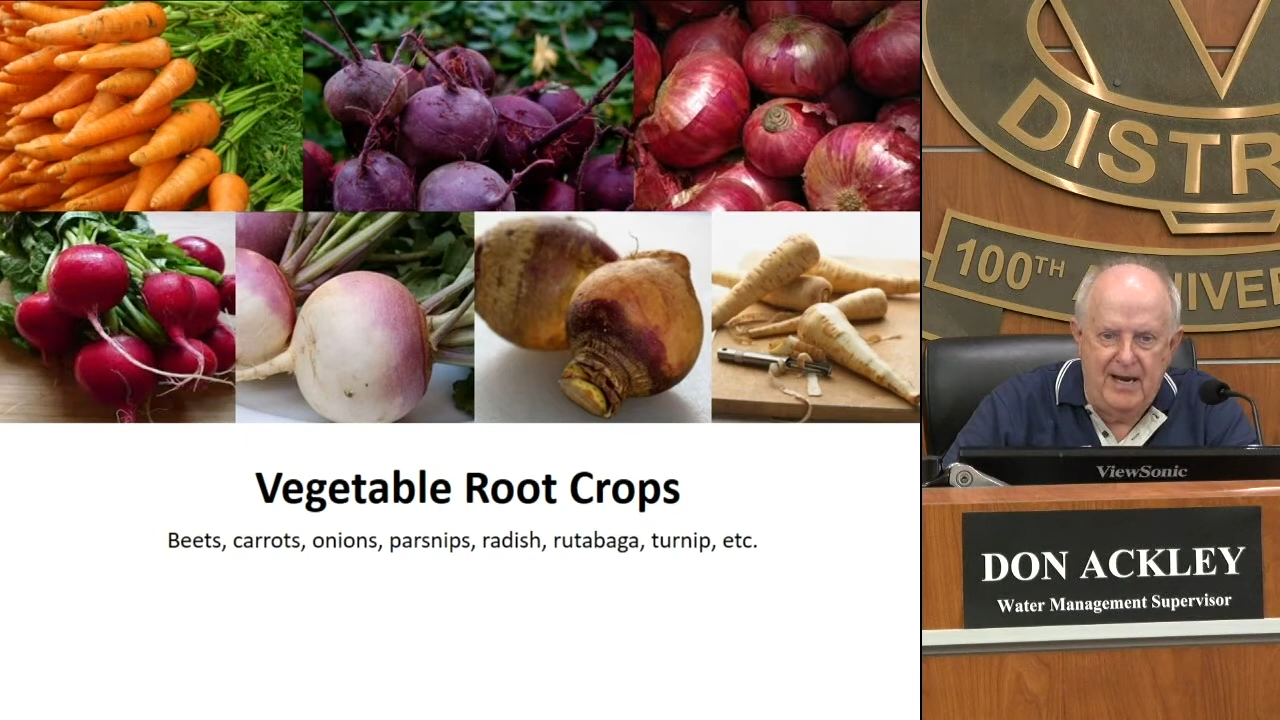 Vegetable Root Crops
Beets, carrots, onions, parsnips, radish, rutabaga, turnip, etc.
DISTR
100TH
ViewSonic
DON ACKLEY
Water Management Supervisor